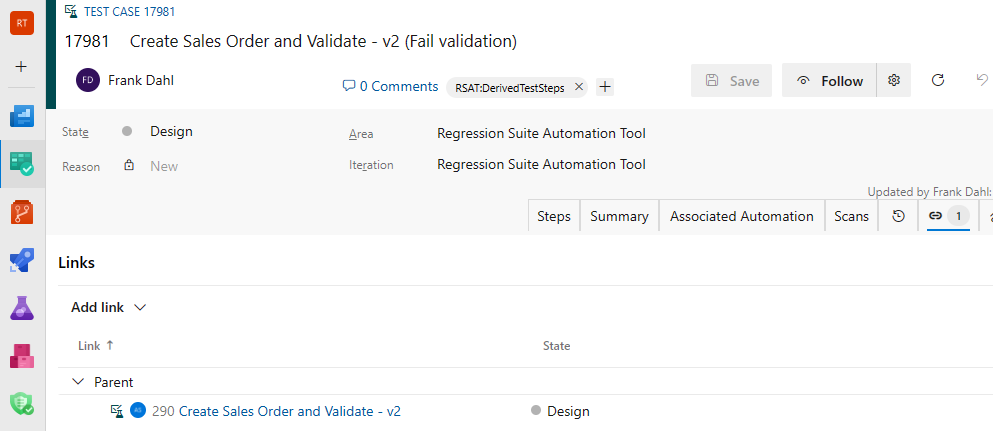 RT
TEST CASE 17981
17981 Create Sales Order and Validate - v2 (Fail validation)
FD Frank Dahl
0 Comments RSAT:DerivedTestSteps × +
Save Follow
State Design Area Regression Suite Automation Tool
Reason New Iteration Regression Suite Automation Tool
Updated by Frank Dahl:
Steps Summary Associated Automation Scans 1
Links
Add link
Link ↑ State
Parent
AS 290 Create Sales Order and Validate - v2 Design